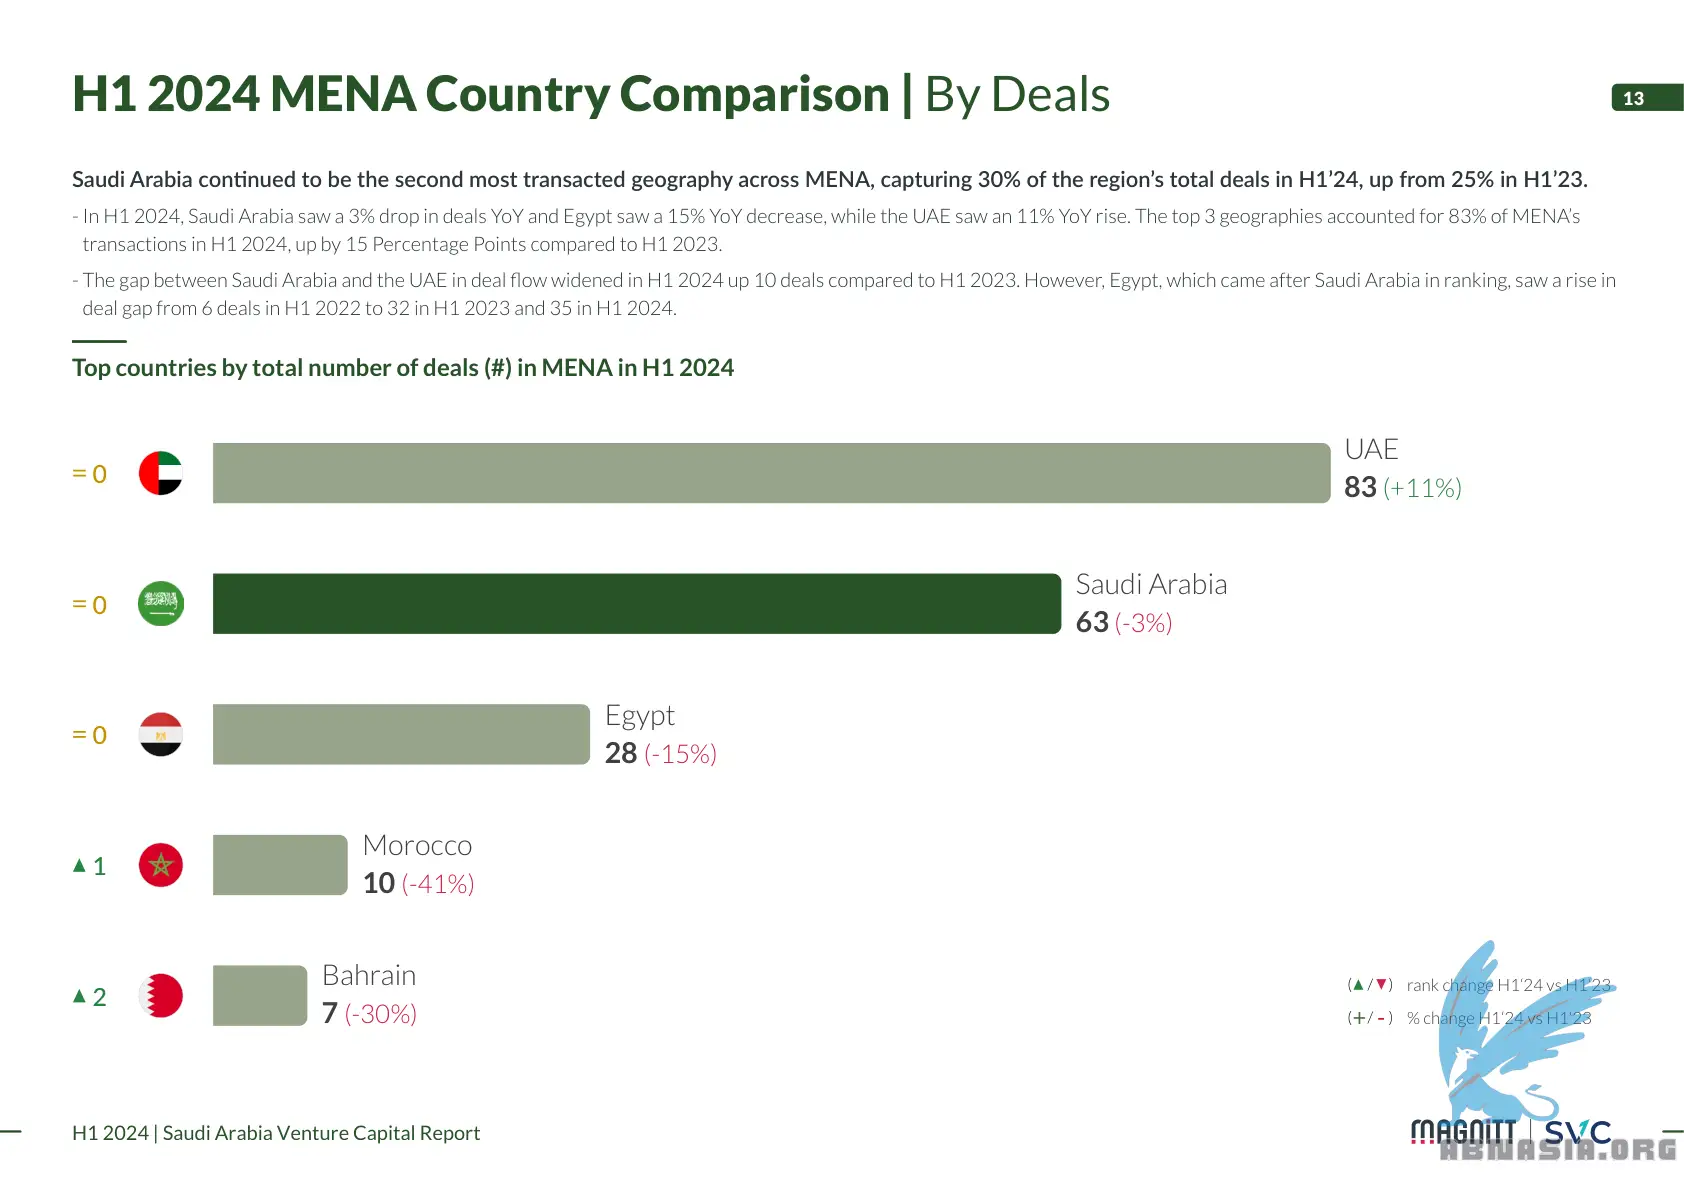 H1 2024 MENA Country Comparison | By Deals
13
Saudi Arabia continued to be the second most transacted geography across MENA, capturing 30% of the region’s total deals in H1’24, up from 25% in H1’23.
- In H1 2024, Saudi Arabia saw a 3% drop in deals YoY and Egypt saw a 15% YoY decrease, while the UAE saw an 11% YoY rise. The top 3 geographies accounted for 83% of MENA’s
transactions in H1 2024, up by 15 Percentage Points compared to H1 2023.
- The gap between Saudi Arabia and the UAE in deal flow widened in H1 2024 up 10 deals compared to H1 2023. However, Egypt, which came after Saudi Arabia in ranking, saw a rise in
deal gap from 6 deals in H1 2022 to 32 in H1 2023 and 35 in H1 2024.
Top countries by total number of deals (#) in MENA in H1 2024
= 0
UAE
83 (+11%)
= 0
Saudi Arabia
63 (-3%)
= 0
Egypt
28 (-15%)
▲ 1
Morocco
10 (-41%)
▲ 2
Bahrain
7 (-30%)
(▲/▼) rank change H1‘24 vs H1‘23
(+/-) % change H1‘24 vs H1‘23
H1 2024 | Saudi Arabia Venture Capital Report
MAGNITT | SVC
ABNASIA.ORG